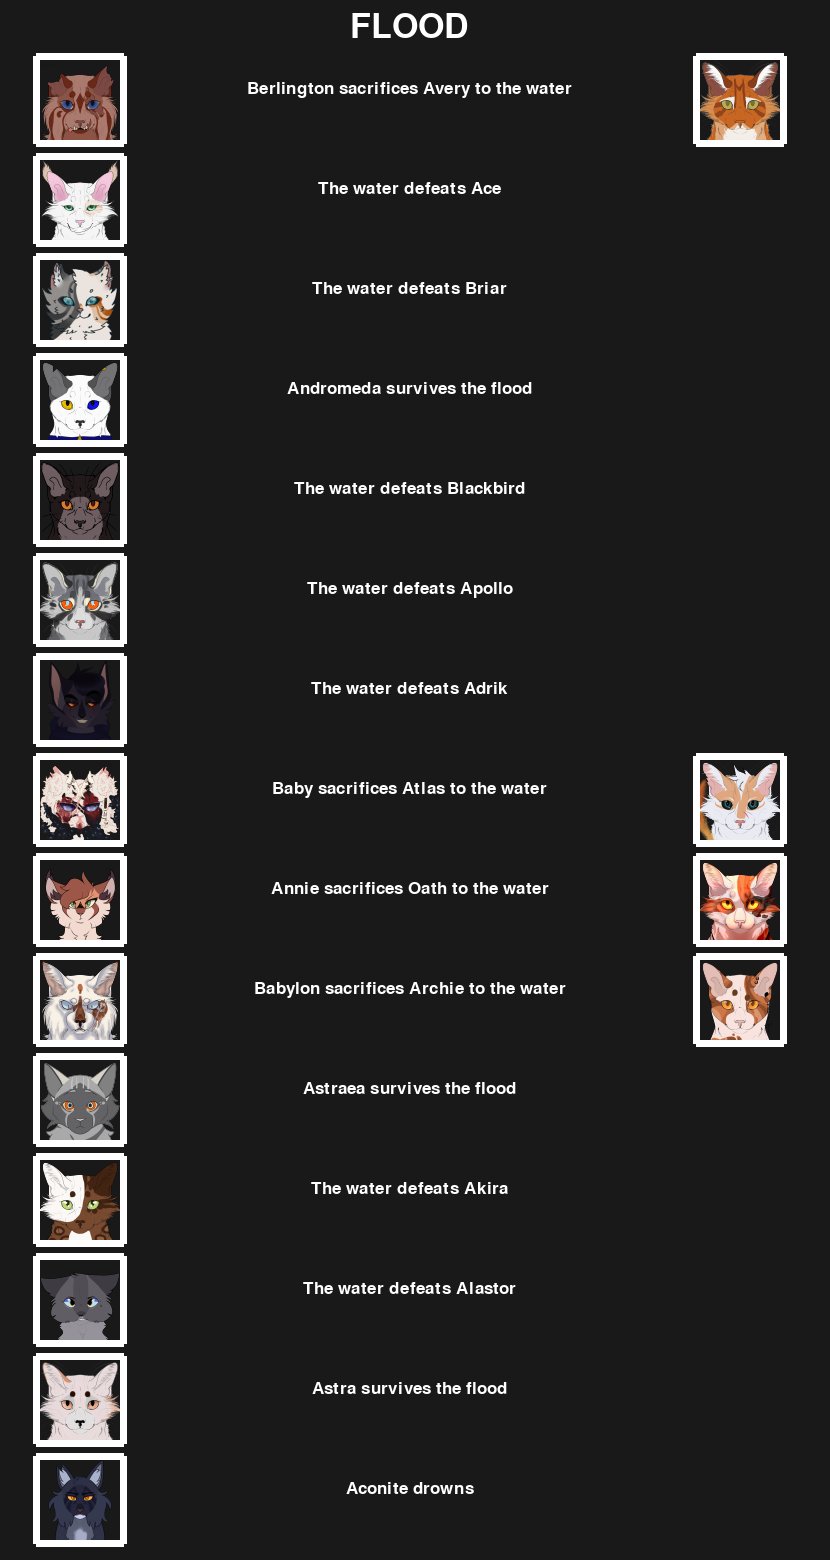 FLOOD
Berlington sacrifices Avery to the water
The water defeats Ace
The water defeats Briar
Andromeda survives the flood
The water defeats Blackbird
The water defeats Apollo
The water defeats Adrik
Baby sacrifices Atlas to the water
Annie sacrifices Oath to the water
Babylon sacrifices Archie to the water
Astraea survives the flood
The water defeats Akira
The water defeats Alastor
Astra survives the flood
Aconite drowns